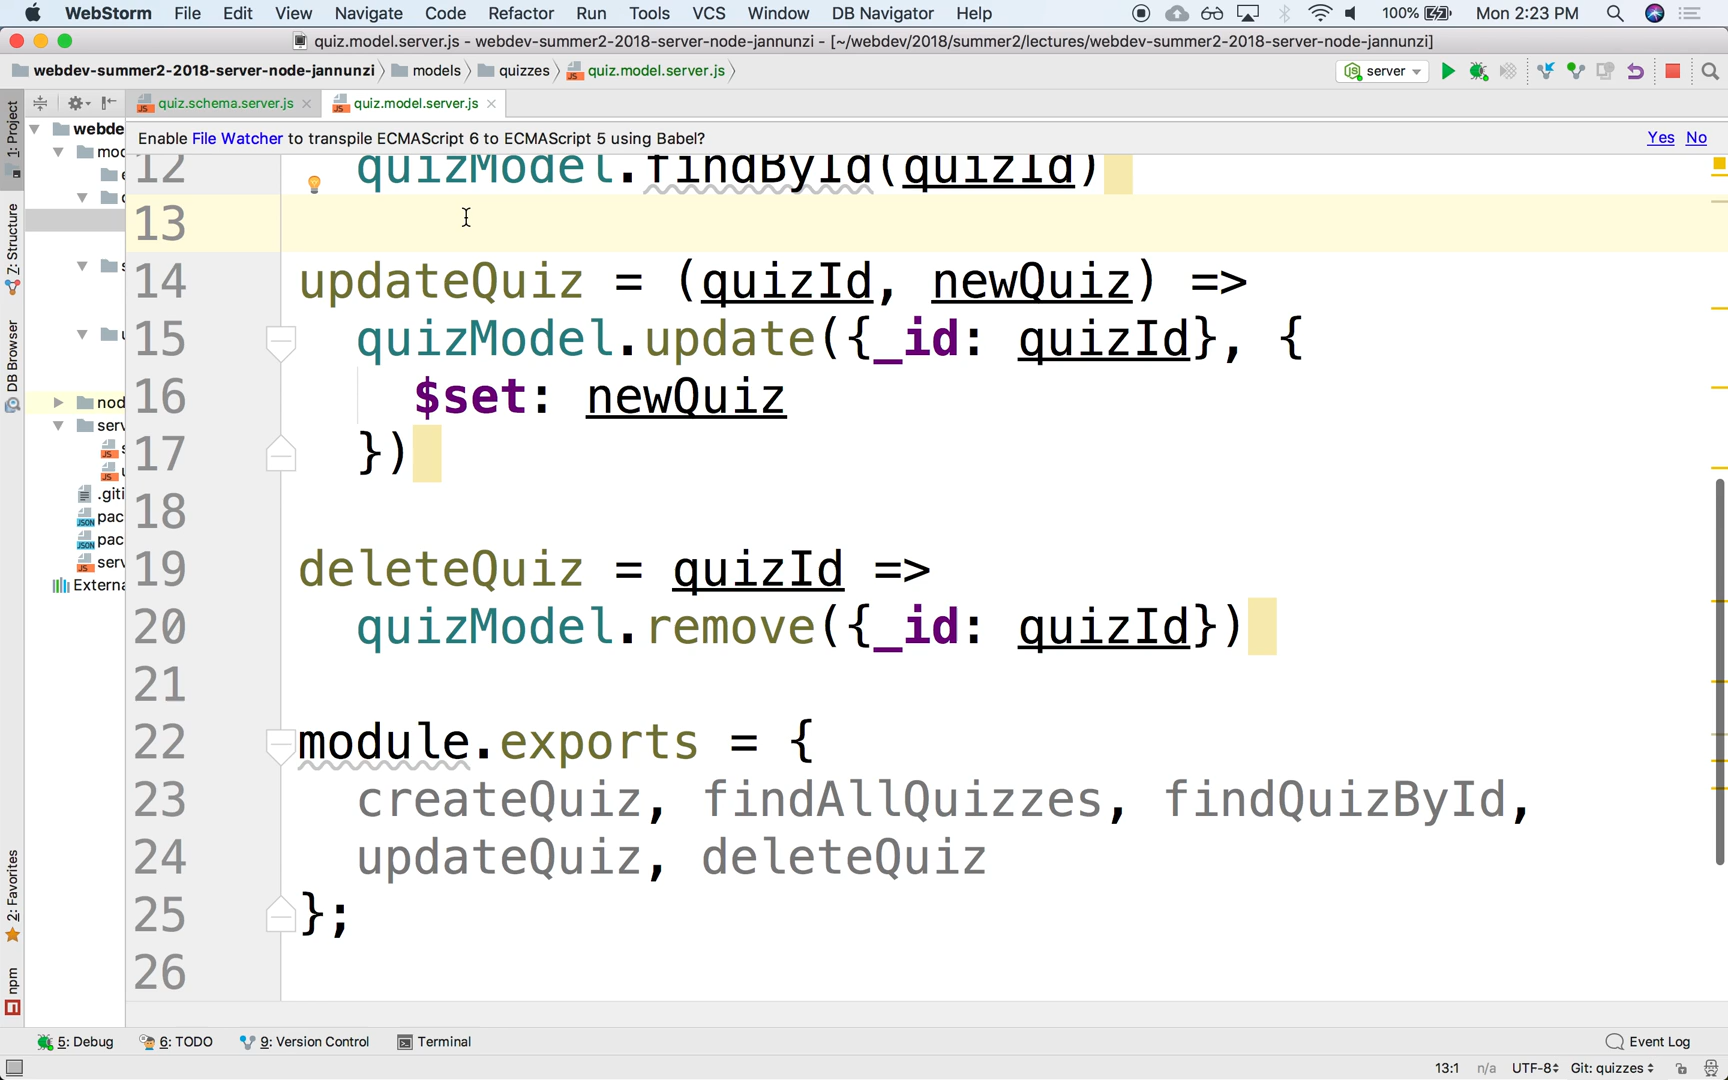 WebStorm File Edit View Navigate Code Refactor Run Tools VCS Window DB Navigator Help 100% Mon 2:23 PM
quiz.model.server.js - webdev-summer2-2018-server-node-jannunzi - [~/webdev/2018/summer2/lectures/webdev-summer2-2018-server-node-jannunzi]
webdev-summer2-2018-server-node-jannunzi models quizzes quiz.model.server.js server
quiz.schema.server.js quiz.model.server.js
Enable File Watcher to transpile ECMAScript 6 to ECMAScript 5 using Babel? Yes No
1: Project
7: Structure
DB Browser
2: Favorites
npm
webde
moc
nod
serv
.giti
pac
pac
serv
Externa
12 quizModel.findById(quizId)
13
14 updateQuiz = (quizId, newQuiz) =>
15 quizModel.update({_id: quizId}, {
16 $set: newQuiz
17 })
18
19 deleteQuiz = quizId =>
20 quizModel.remove({_id: quizId})
21
22 module.exports = {
23 createQuiz, findAllQuizzes, findQuizById,
24 updateQuiz, deleteQuiz
25 };
26
5: Debug 6: TODO 9: Version Control Terminal Event Log
13:1 n/a UTF-8 Git: quizzes